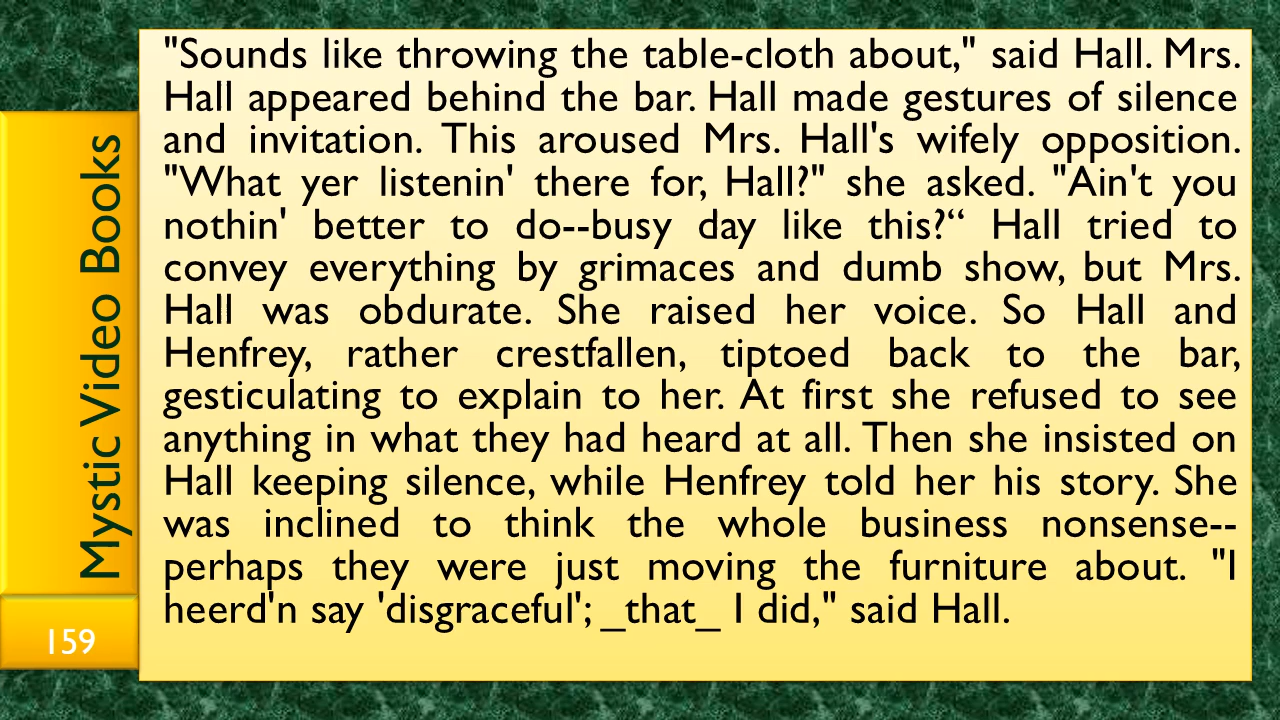 "Sounds like throwing the table-cloth about," said Hall. Mrs.
Hall appeared behind the bar. Hall made gestures of silence
and invitation. This aroused Mrs. Hall's wifely opposition.
"What yer listenin' there for, Hall?" she asked. "Ain't you
nothin' better to do--busy day like this?“ Hall tried to
convey everything by grimaces and dumb show, but Mrs.
Hall was obdurate. She raised her voice. So Hall and
Henfrey, rather crestfallen, tiptoed back to the bar,
gesticulating to explain to her. At first she refused to see
anything in what they had heard at all. Then she insisted on
Hall keeping silence, while Henfrey told her his story. She
was inclined to think the whole business nonsense--
perhaps they were just moving the furniture about. "I
heerd'n say 'disgraceful'; _that_ I did," said Hall.
Mystic Video Books
159